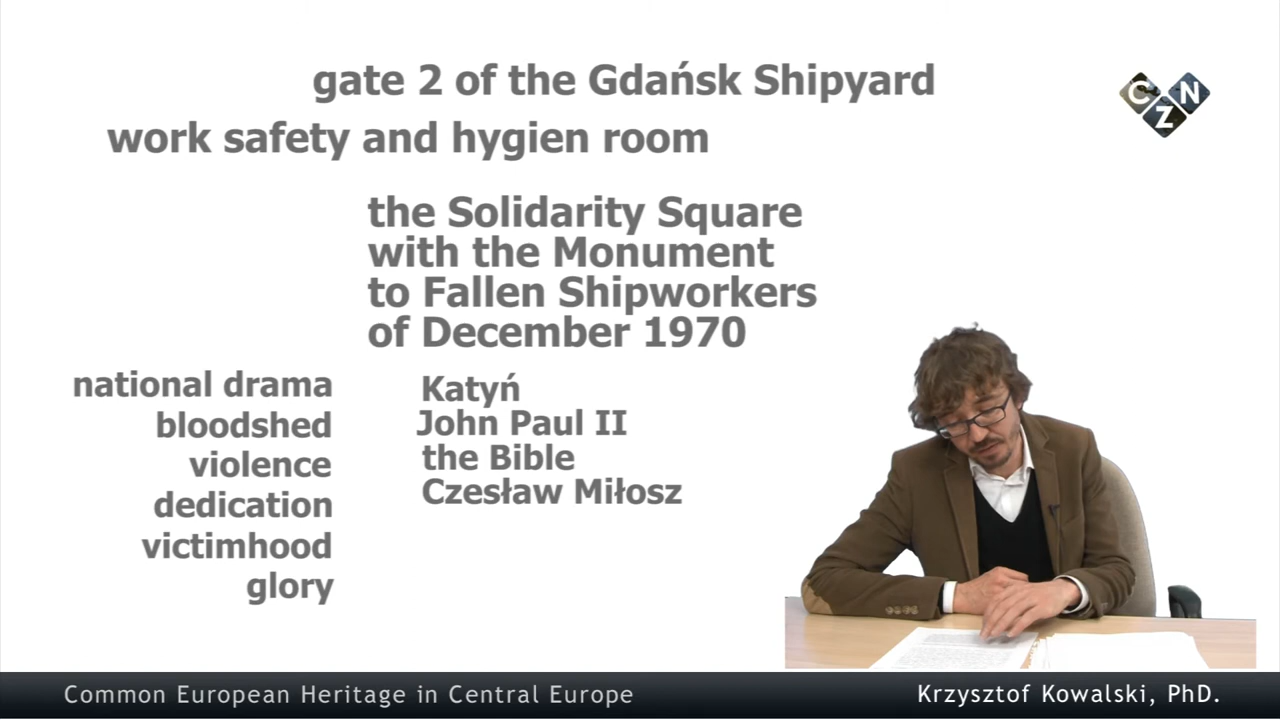 gate 2 of the Gdańsk Shipyard
CZN
work safety and hygien room
the Solidarity Square
with the Monument
to Fallen Shipworkers
of December 1970
national drama
bloodshed
violence
dedication
victimhood
glory
Katyń
John Paul II
the Bible
Czesław Miłosz
Common European Heritage in Central Europe
Krzysztof Kowalski, PhD.